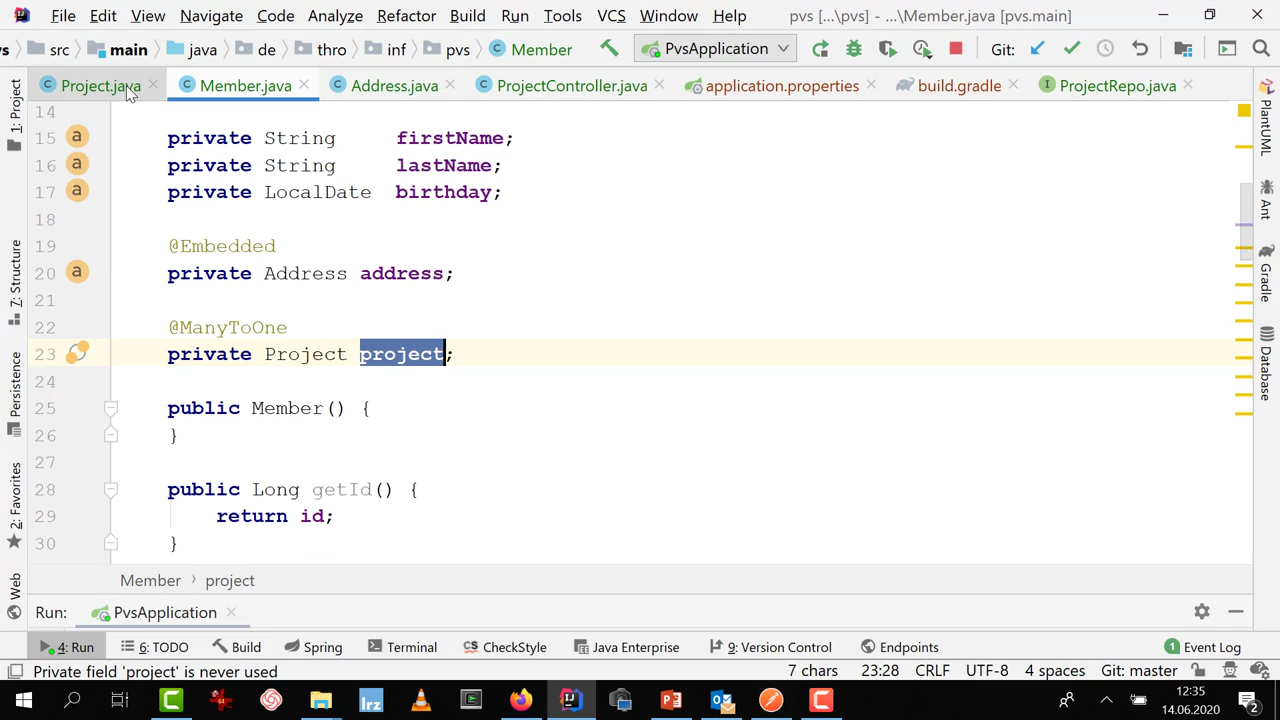 File Edit View Navigate Code Analyze Refactor Build Run Tools VCS Window Help pvs [...\pvs] - ...\Member.java [pvs.main]
vs src main java de thro inf pvs Member PvsApplication Git:
Project.java Member.java Address.java ProjectController.java application.properties build.gradle ProjectRepo.java
14
15 private String firstName;
16 private String lastName;
17 private LocalDate birthday;
18
19 @Embedded
20 private Address address;
21
22 @ManyToOne
23 private Project project;
24
25 public Member() {
26 }
27
28 public Long getId() {
29 return id;
30 }
1: Project
7: Structure
Persistence
2: Favorites
Web
PlantUML
Ant
Gradle
Database
Member › project
Run: PvsApplication
4: Run 6: TODO Build Spring Terminal CheckStyle Java Enterprise 9: Version Control Endpoints 1 Event Log
Private field 'project' is never used 7 chars 23:28 CRLF UTF-8 4 spaces Git: master
lrz 12:35
14.06.2020 2